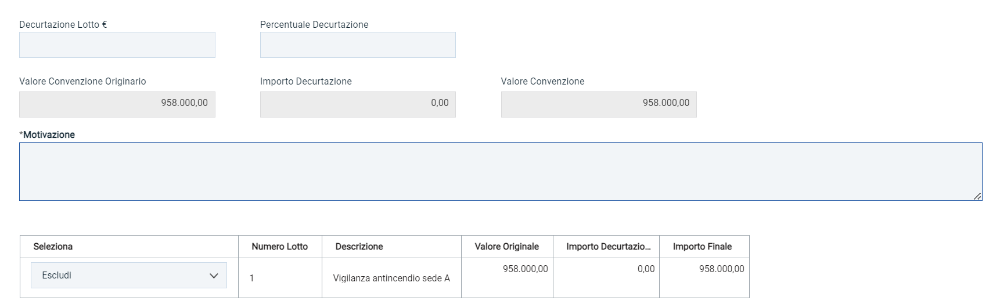 Decurtazione Lotto € Percentuale Decurtazione
Valore Convenzione Originario Importo Decurtazione Valore Convenzione
958.000,00 0,00 958.000,00
*Motivazione
Seleziona Numero Lotto Descrizione Valore Originale Importo Decurtazio... Importo Finale
Escludi 1 Vigilanza antincendio sede A 958.000,00 0,00 958.000,00